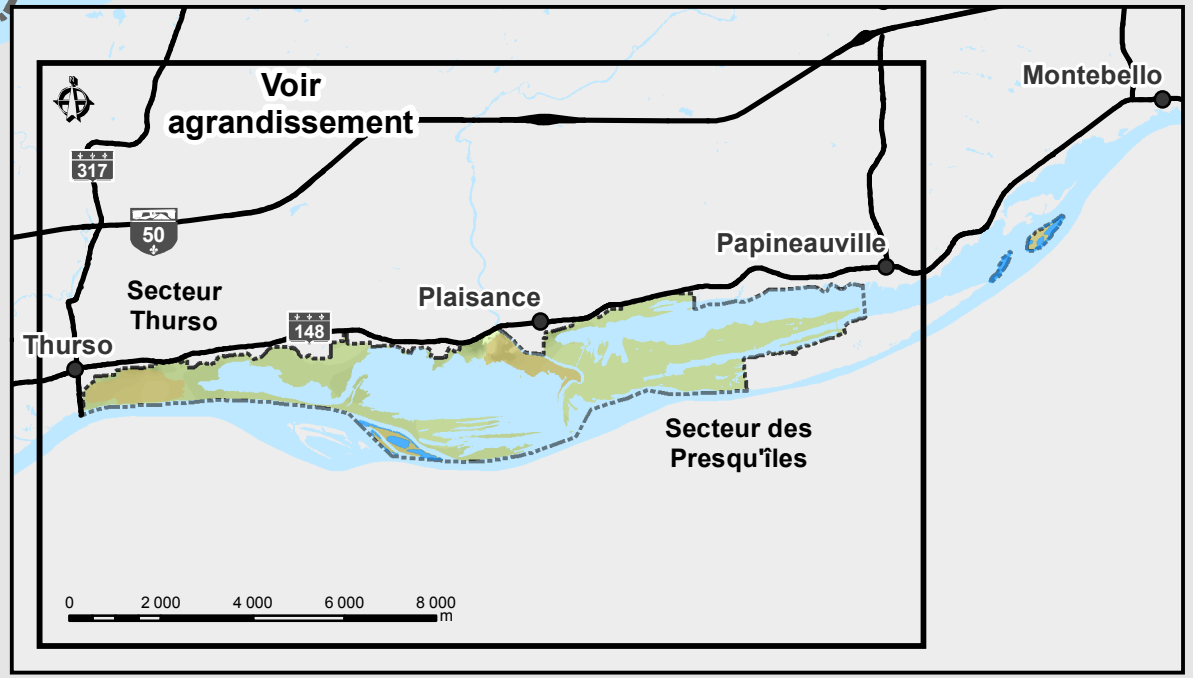 Voir
agrandissement
Montebello
317
50
Papineauville
Secteur
Thurso
Plaisance
148
Thurso
Secteur des
Presqu'îles
0 2 000 4 000 6 000 8 000
m